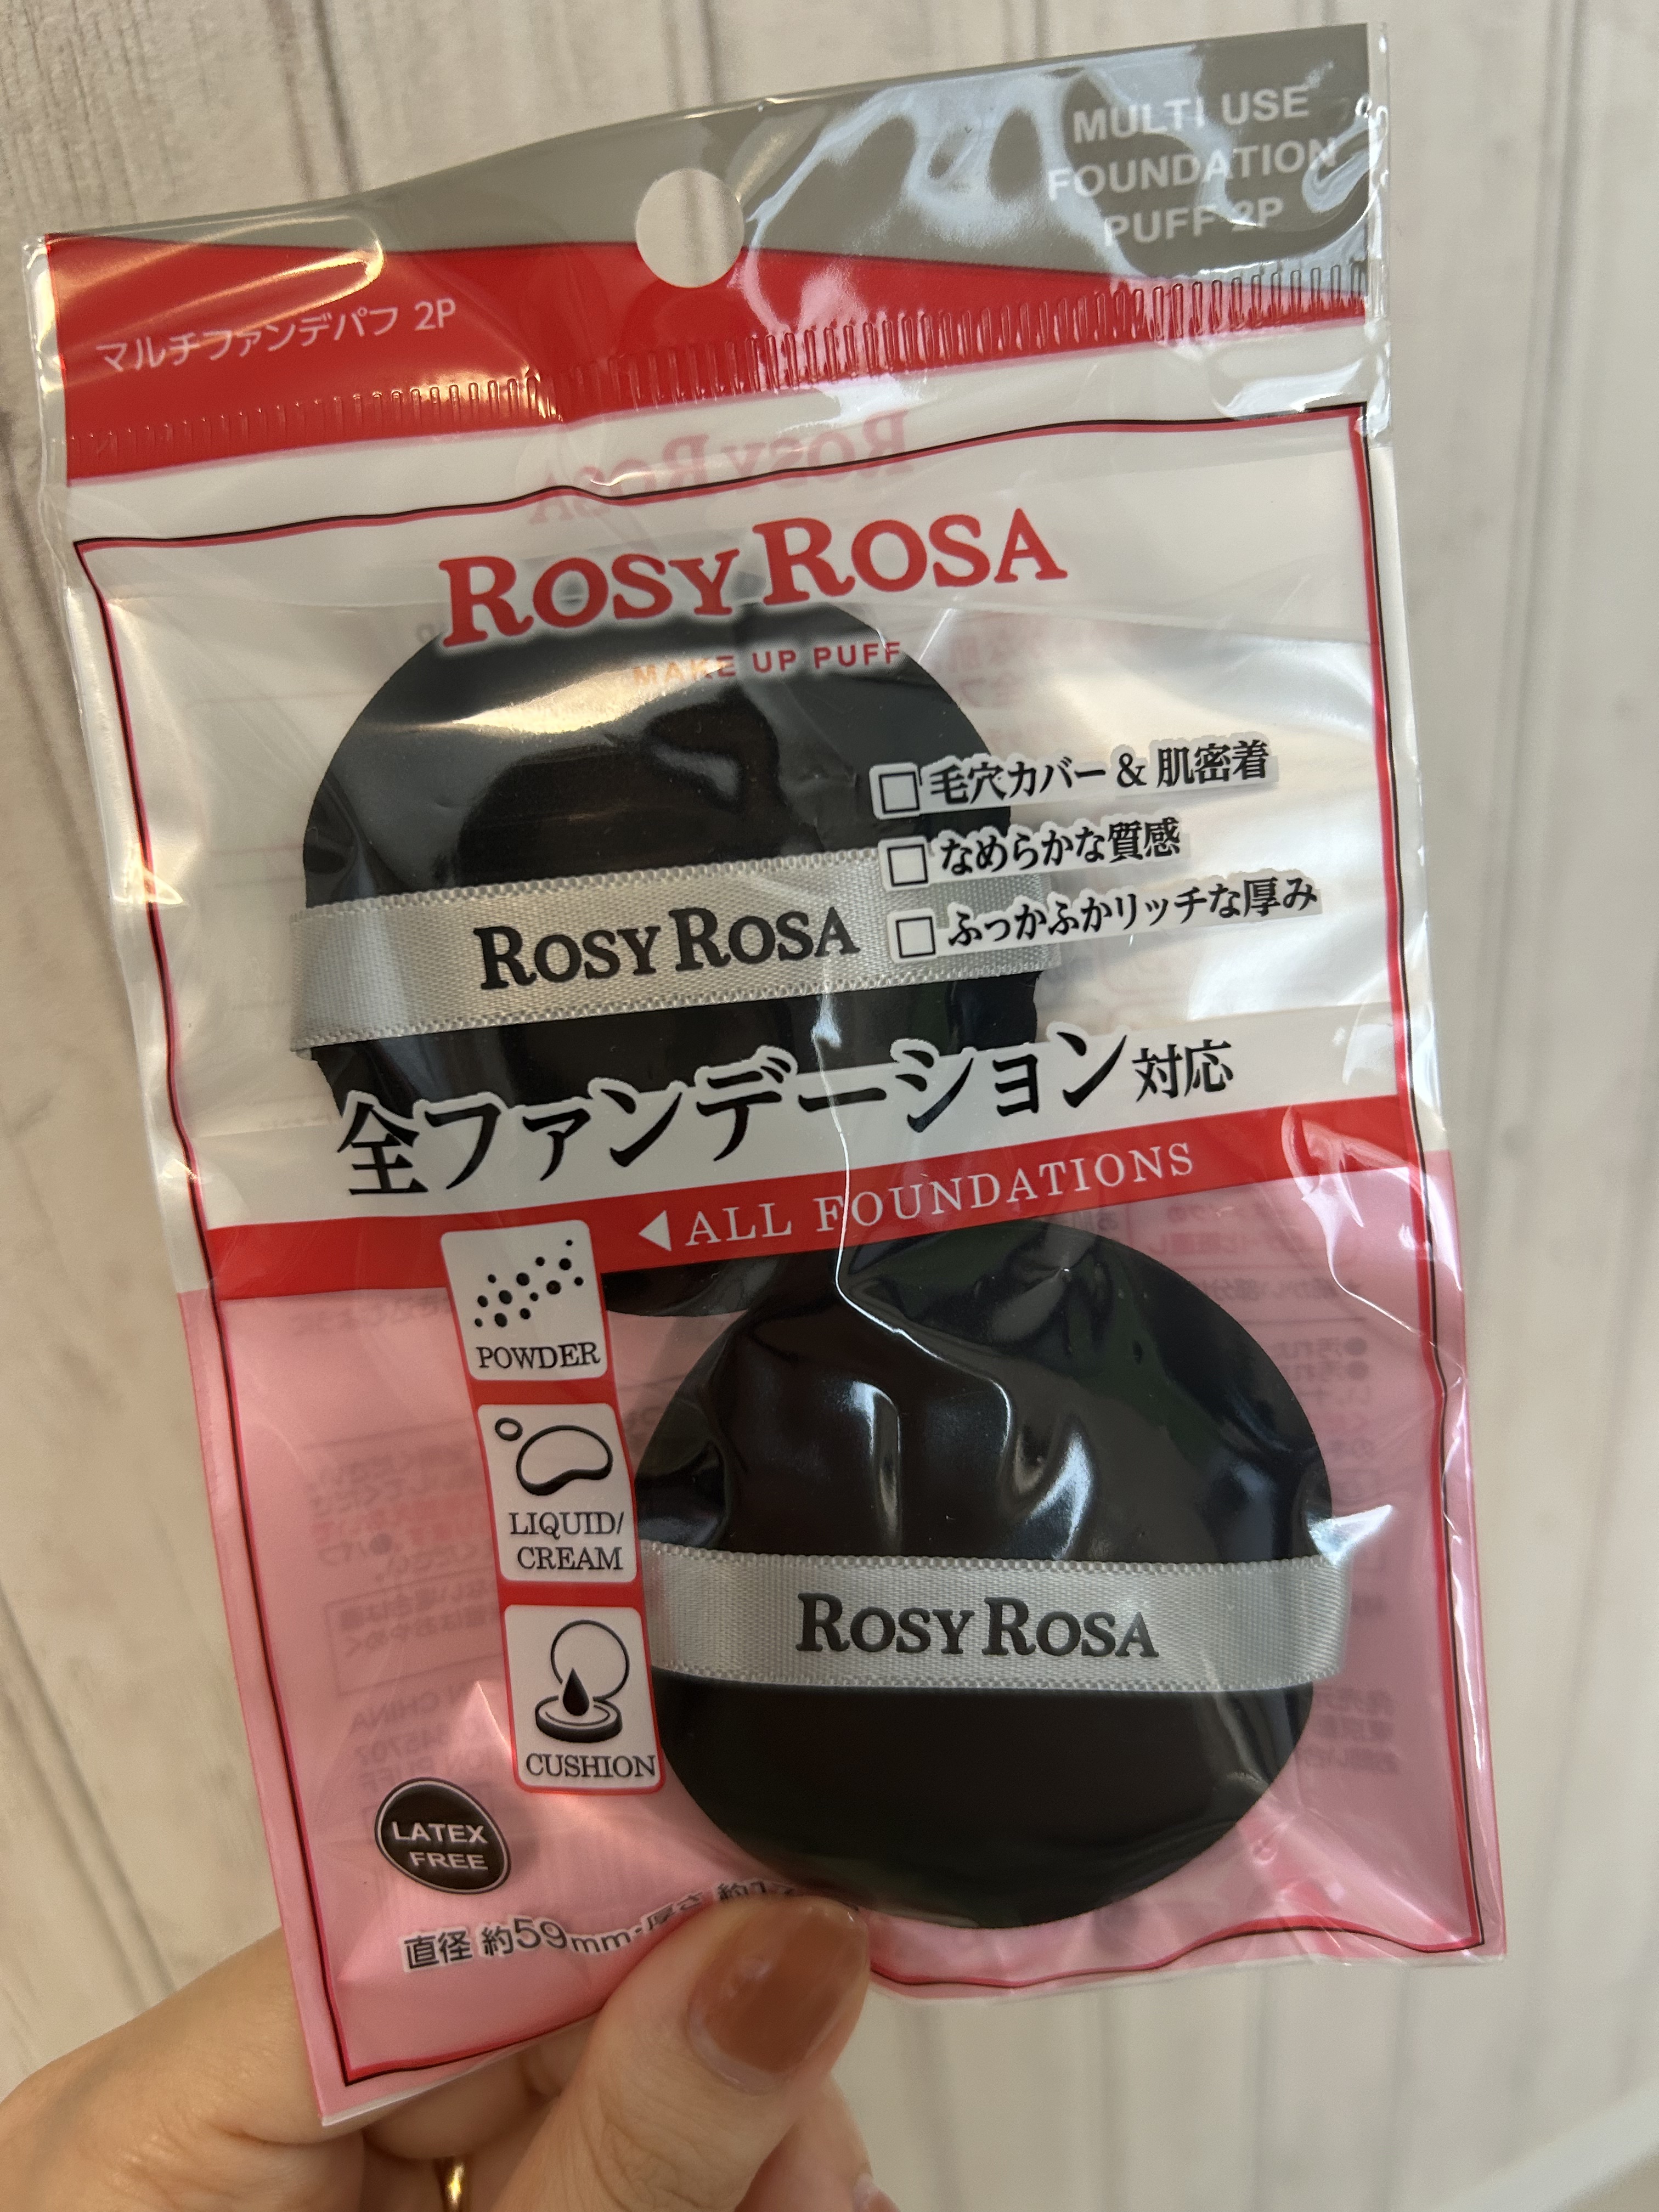 MULTI USE
FOUNDATION
PUFF 2P
マルチファンデパフ 2P
ROSY ROSA
MAKE UP PUFF
毛穴カバー & 肌密着
なめらかな質感
ふっかふかリッチな厚み
ROSY ROSA
全ファンデーション対応
ALL FOUNDATIONS
POWDER
LIQUID/
CREAM
CUSHION
ROSY ROSA
LATEX
FREE
直径 約59mm・厚さ 約